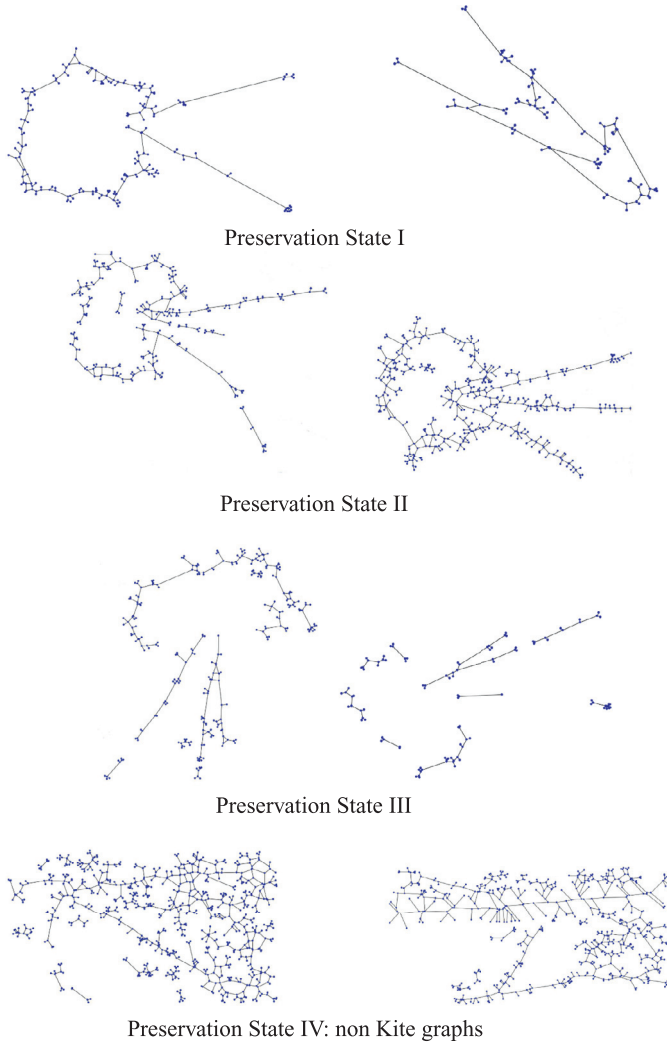 Preservation State I
Preservation State II
Preservation State III
Preservation State IV: non Kite graphs